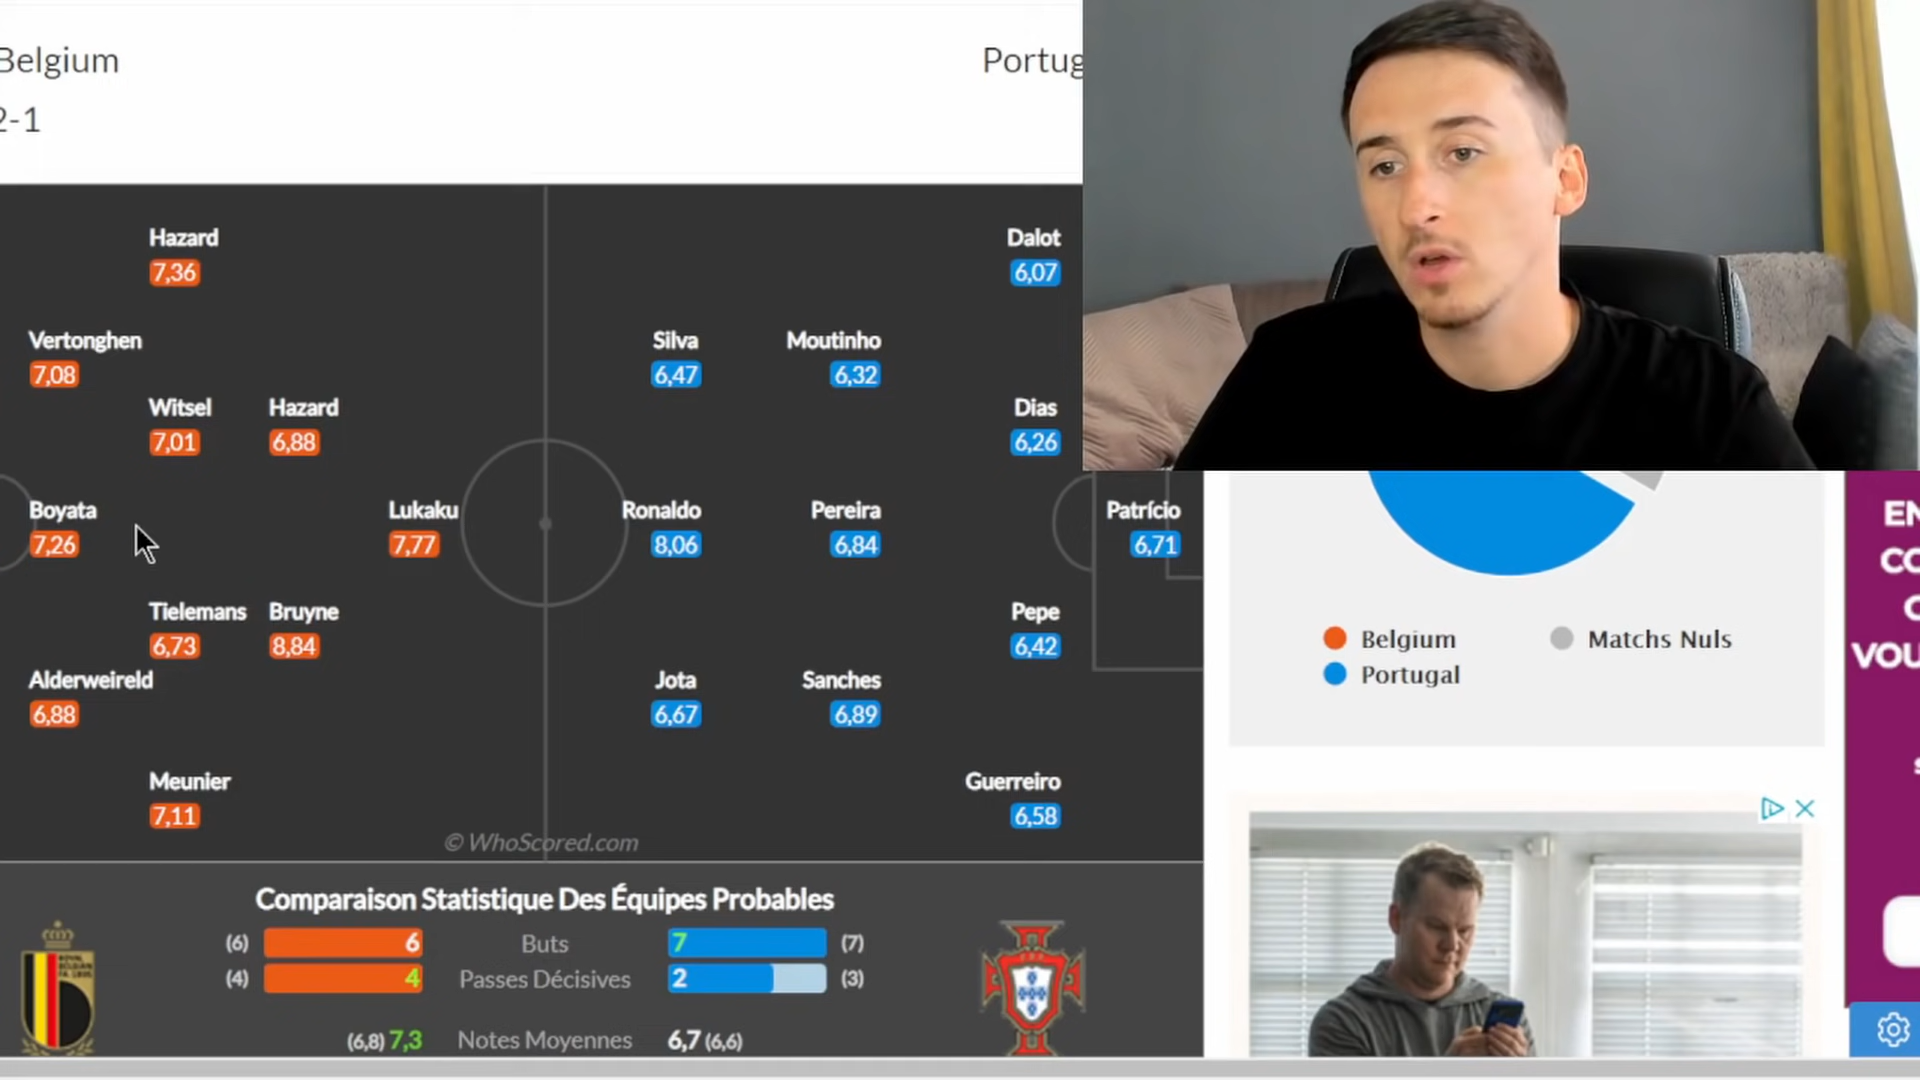 Belgium
Portug
2-1
Hazard
7,36
Dalot
6,07
Vertonghen
7,08
Silva
6,47
Moutinho
6,32
Witsel
7,01
Hazard
6,88
Dias
6,26
Boyata
7,26
Lukaku
7,77
Ronaldo
8,06
Pereira
6,84
Patrício
6,71
Tielemans
6,73
Bruyne
8,84
Pepe
6,42
Alderweireld
6,88
Jota
6,67
Sanches
6,89
Meunier
7,11
Guerreiro
6,58
© WhoScored.com
Comparaison Statistique Des Équipes Probables
(6) 6 Buts 7 (7)
(4) 4 Passes Décisives 2 (3)
(6,8) 7,3 Notes Moyennes 6,7 (6,6)
Belgium
Matchs Nuls
Portugal
EN
CO
C
VOU
s